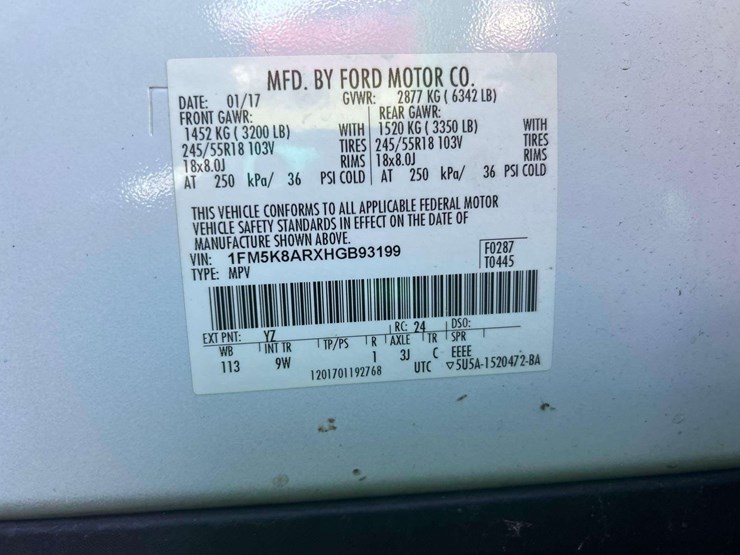 MFD. BY FORD MOTOR CO.
DATE: 01/17 GVWR: 2877 KG ( 6342 LB)
FRONT GAWR: REAR GAWR:
1452 KG ( 3200 LB) WITH 1520 KG ( 3350 LB) WITH
245/55R18 103V TIRES 245/55R18 103V TIRES
18x8.0J RIMS 18x8.0J RIMS
AT 250 kPa/ 36 PSI COLD AT 250 kPa/ 36 PSI COLD
THIS VEHICLE CONFORMS TO ALL APPLICABLE FEDERAL MOTOR
VEHICLE SAFETY STANDARDS IN EFFECT ON THE DATE OF
MANUFACTURE SHOWN ABOVE.
VIN: 1FM5K8ARXHGB93199 F0287
TYPE: MPV T0445
EXT PNT: YZ RC: 24 DSO:
WB INT TR TP/PS R AXLE TR SPR
113 9W 1 3J C EEEE
1201701192768 UTC ▽5U5A-1520472-BA